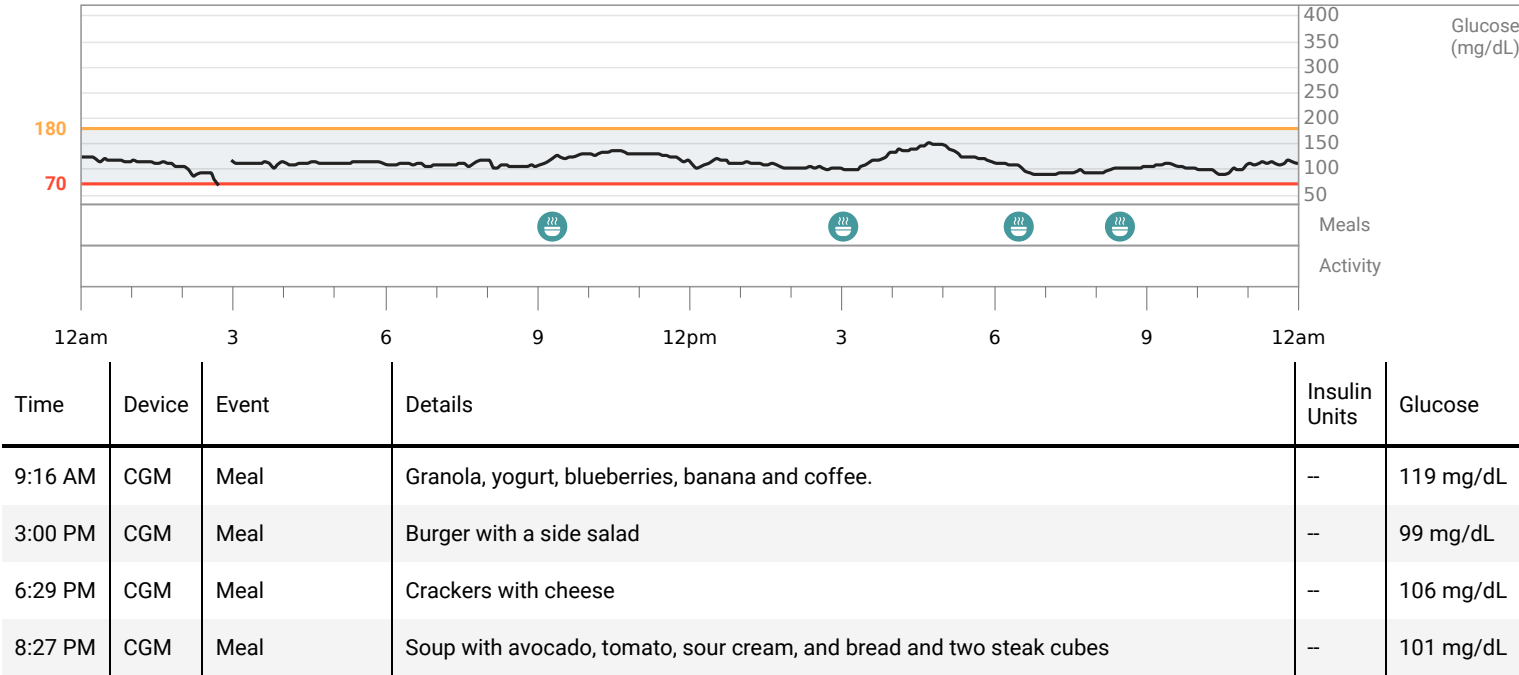 400
Glucose
(mg/dL)
350
300
250
200
180
150
100
70
50
Meals
Activity
12am 3 6 9 12pm 3 6 9 12am
Time Device Event Details Insulin Units Glucose
9:16 AM CGM Meal Granola, yogurt, blueberries, banana and coffee. -- 119 mg/dL
3:00 PM CGM Meal Burger with a side salad -- 99 mg/dL
6:29 PM CGM Meal Crackers with cheese -- 106 mg/dL
8:27 PM CGM Meal Soup with avocado, tomato, sour cream, and bread and two steak cubes -- 101 mg/dL